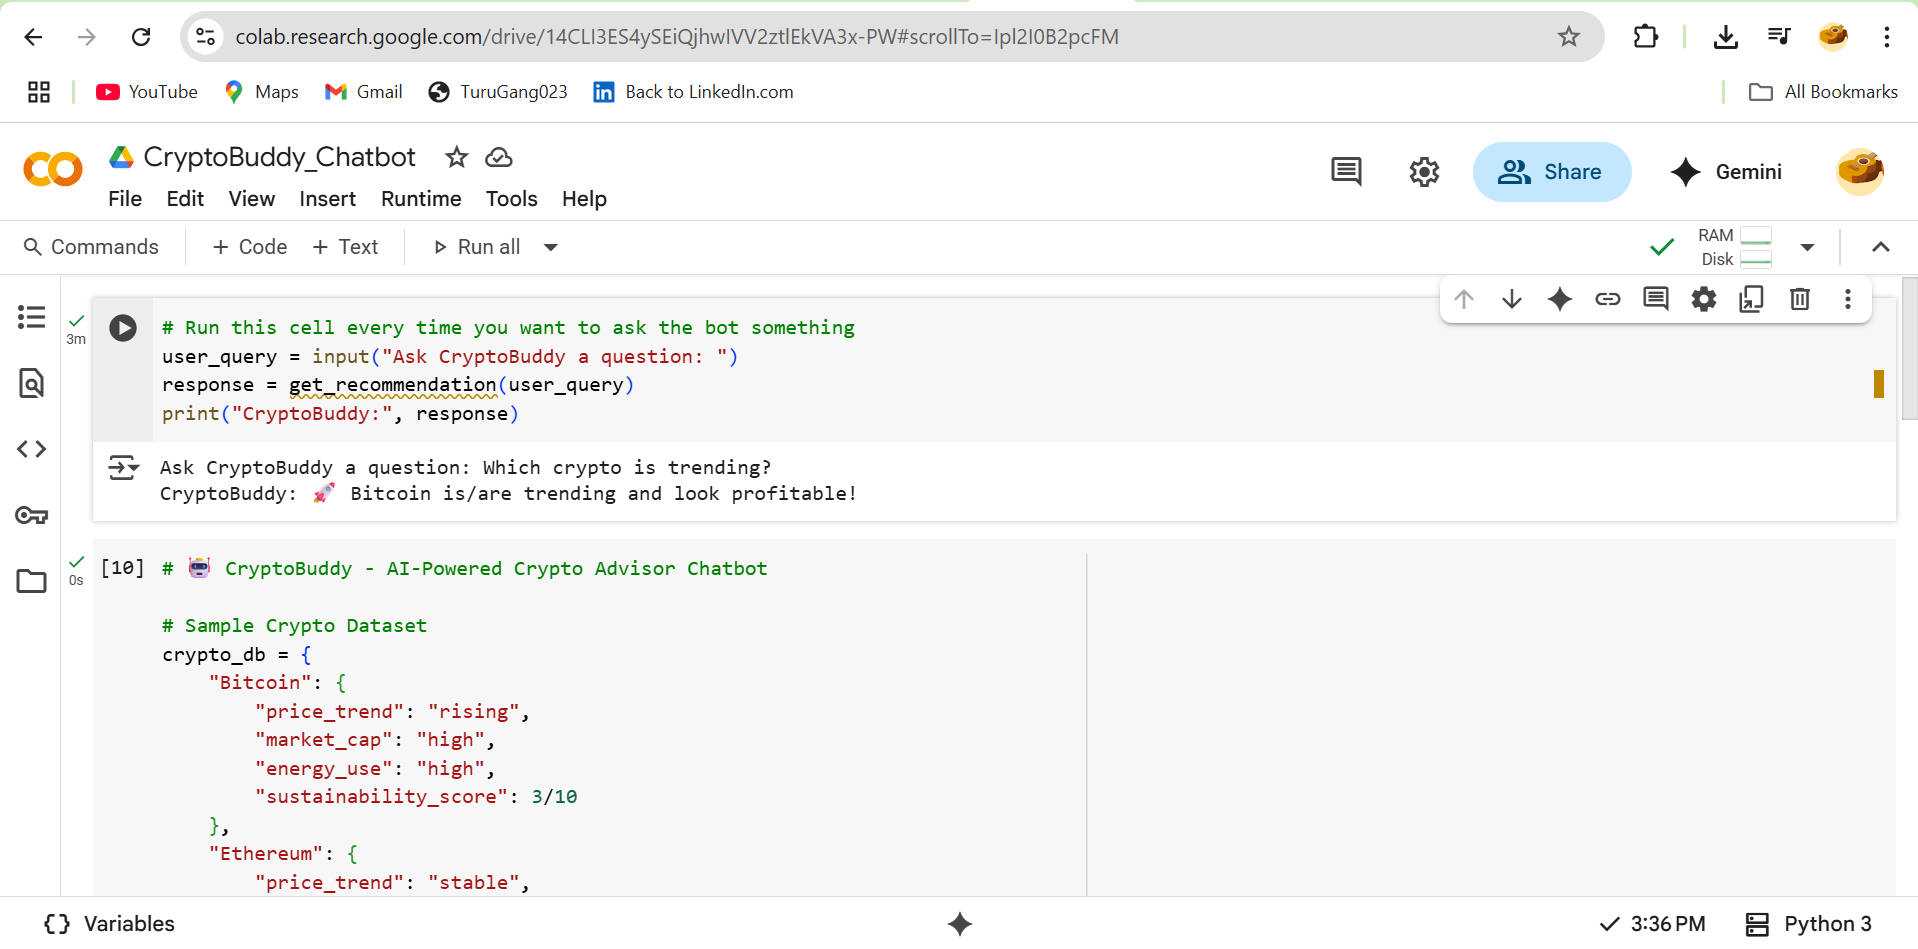 colab.research.google.com/drive/14CLI3ES4ySEiQjhwIVV2ztlEkVA3x-PW#scrollTo=Ipl2I0B2pcFM
YouTube Maps Gmail TuruGang023 Back to LinkedIn.com All Bookmarks
CO CryptoBuddy_Chatbot
Share Gemini
File Edit View Insert Runtime Tools Help
Commands + Code + Text Run all RAM Disk
3m
# Run this cell every time you want to ask the bot something
user_query = input("Ask CryptoBuddy a question: ")
response = get_recommendation(user_query)
print("CryptoBuddy:", response)
Ask CryptoBuddy a question: Which crypto is trending?
CryptoBuddy: 🚀 Bitcoin is/are trending and look profitable!
0s
[10] # 🤖 CryptoBuddy - AI-Powered Crypto Advisor Chatbot
# Sample Crypto Dataset
crypto_db = {
"Bitcoin": {
"price_trend": "rising",
"market_cap": "high",
"energy_use": "high",
"sustainability_score": 3/10
},
"Ethereum": {
"price_trend": "stable",
{} Variables 3:36 PM Python 3